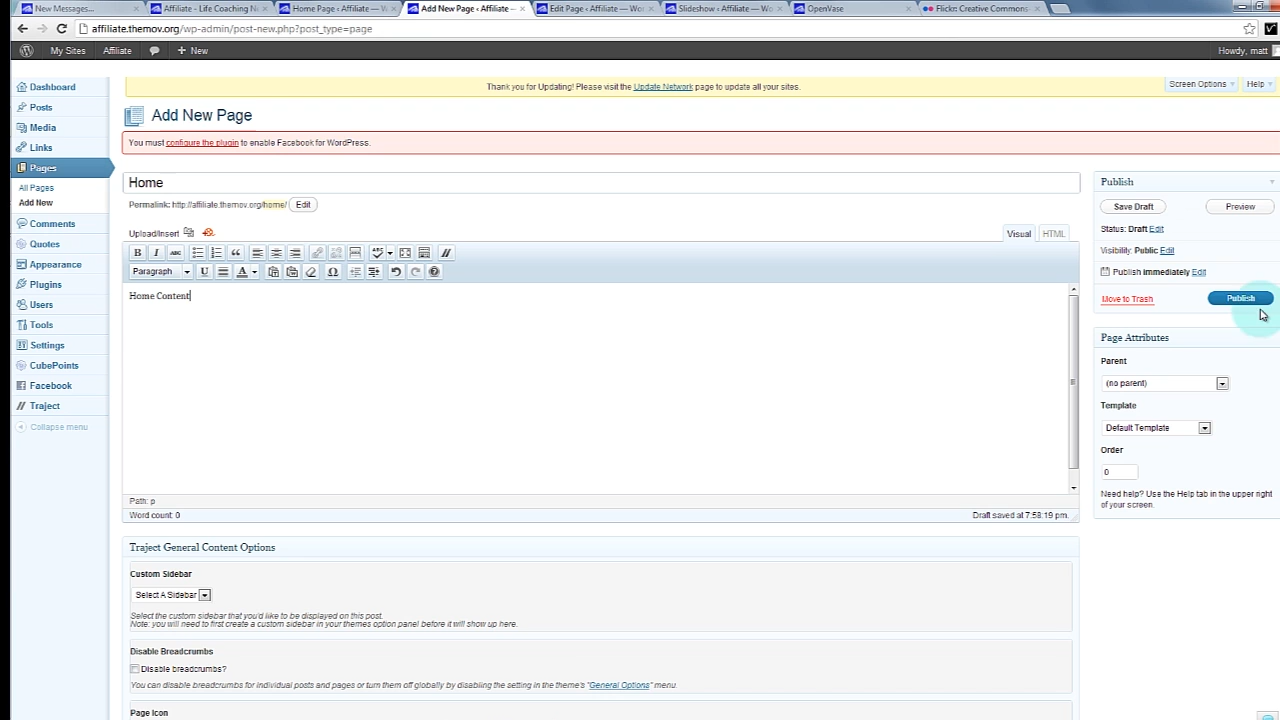 New Messages...
Affiliate - Life Coaching N
Home Page ‹ Affiliate — W
Add New Page ‹ Affiliate —
Edit Page ‹ Affiliate — Wor
Slideshow ‹ Affiliate — Wo
OpenVase
Flickr: Creative Commons
affiliate.themov.org/wp-admin/post-new.php?post_type=page
My Sites
Affiliate
+ New
Howdy, matt
Dashboard
Posts
Media
Links
Pages
All Pages
Add New
Comments
Quotes
Appearance
Plugins
Users
Tools
Settings
CubePoints
Facebook
Traject
Collapse menu
Thank you for Updating! Please visit the Update Network page to update all your sites.
Screen Options
Help
Add New Page
You must configure the plugin to enable Facebook for WordPress.
Home
Permalink: http://affiliate.themov.org/home/ Edit
Upload/Insert
Visual
HTML
B I ABC
Paragraph U A Ω
Home Content
Path: p
Word count: 0
Draft saved at 7:58:19 pm.
Traject General Content Options
Custom Sidebar
Select A Sidebar
Select the custom sidebar that you'd like to be displayed on this post.
Note: you will need to first create a custom sidebar in your themes option panel before it will show up here.
Disable Breadcrumbs
Disable breadcrumbs?
You can disable breadcrumbs for individual posts and pages or turn them off globally by disabling the setting in the theme's "General Options" menu.
Page Icon
Publish
Save Draft
Preview
Status: Draft Edit
Visibility: Public Edit
Publish immediately Edit
Move to Trash
Publish
Page Attributes
Parent
(no parent)
Template
Default Template
Order
0
Need help? Use the Help tab in the upper right
of your screen.